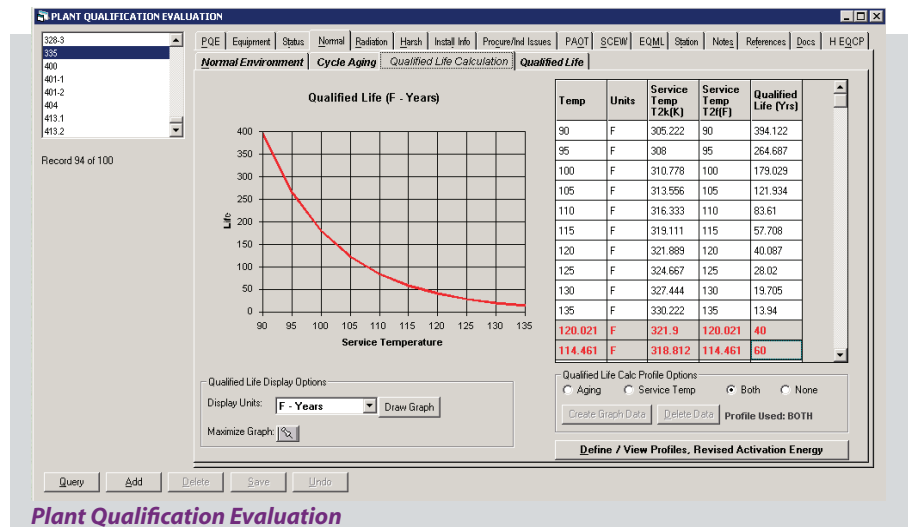 PLANT QUALIFICATION EVALUATION
328-3
335
400
401-1
401-2
404
413.1
413.2
Record 94 of 100
PQE Equipment Status Normal Radiation Harsh Install Info Procure/Ind Issues PAOT SCEW EQML Station Notes References Docs H EQCP
Normal Environment Cycle Aging Qualified Life Calculation Qualified Life
Qualified Life (F - Years)
Life
400
350
300
250
200
150
100
50
0
90 95 100 105 110 115 120 125 130 135
Service Temperature
Temp Units Service Temp T2k(K) Service Temp T2f(F) Qualified Life (Yrs)
90 F 305.222 90 394.122
95 F 308 95 264.687
100 F 310.778 100 179.029
105 F 313.556 105 121.934
110 F 316.333 110 83.61
115 F 319.111 115 57.708
120 F 321.889 120 40.087
125 F 324.667 125 28.02
130 F 327.444 130 19.705
135 F 330.222 135 13.94
120.021 F 321.9 120.021 40
114.461 F 318.812 114.461 60
Qualified Life Display Options
Display Units: F - Years Draw Graph
Maximize Graph:
Qualified Life Calc Profile Options
Aging Service Temp Both None
Create Graph Data Delete Data Profile Used: BOTH
Define / View Profiles, Revised Activation Energy
Query Add Delete Save Undo
Plant Qualification Evaluation